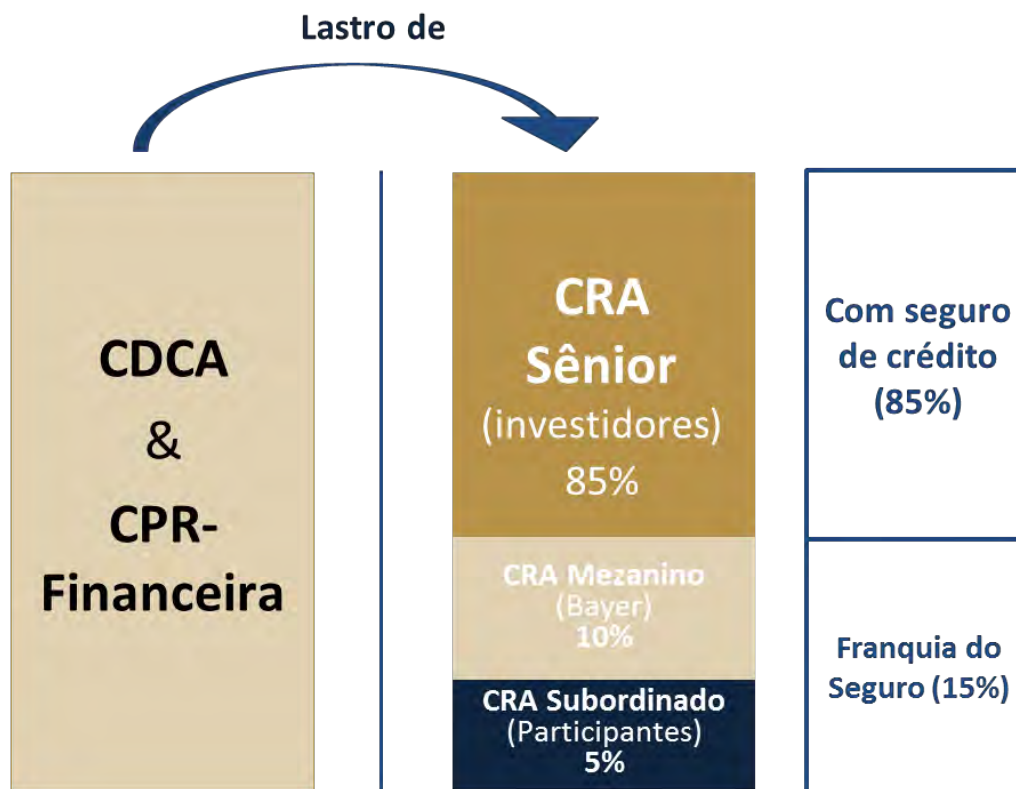 Lastro de
CDCA
&
CPR-
Financeira
CRA
Sênior
(investidores)
85%
CRA Mezanino
(Bayer)
10%
CRA Subordinado
(Participantes)
5%
Com seguro
de crédito
(85%)
Franquia do
Seguro (15%)